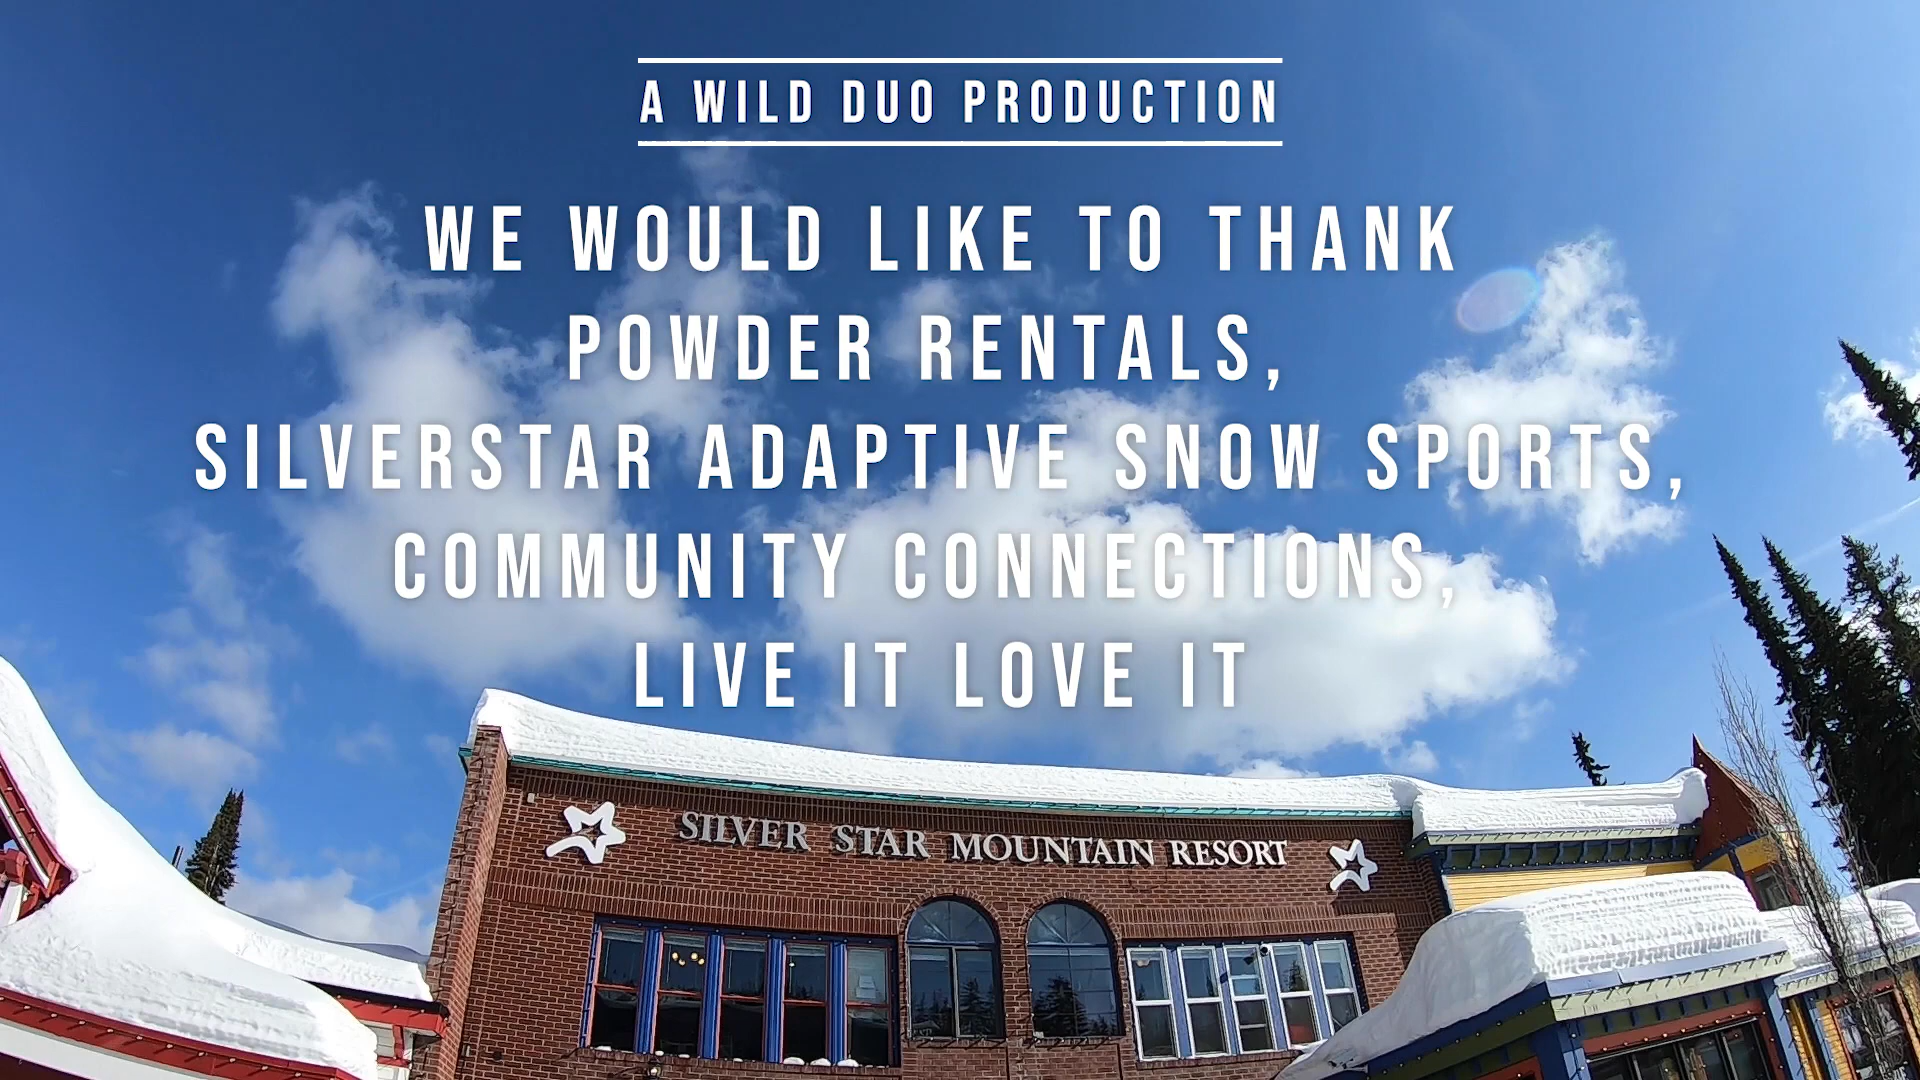 A WILD DUO PRODUCTION
WE WOULD LIKE TO THANK
POWDER RENTALS,
SILVERSTAR ADAPTIVE SNOW SPORTS,
COMMUNITY CONNECTIONS,
LIVE IT LOVE IT
SILVER STAR MOUNTAIN RESORT